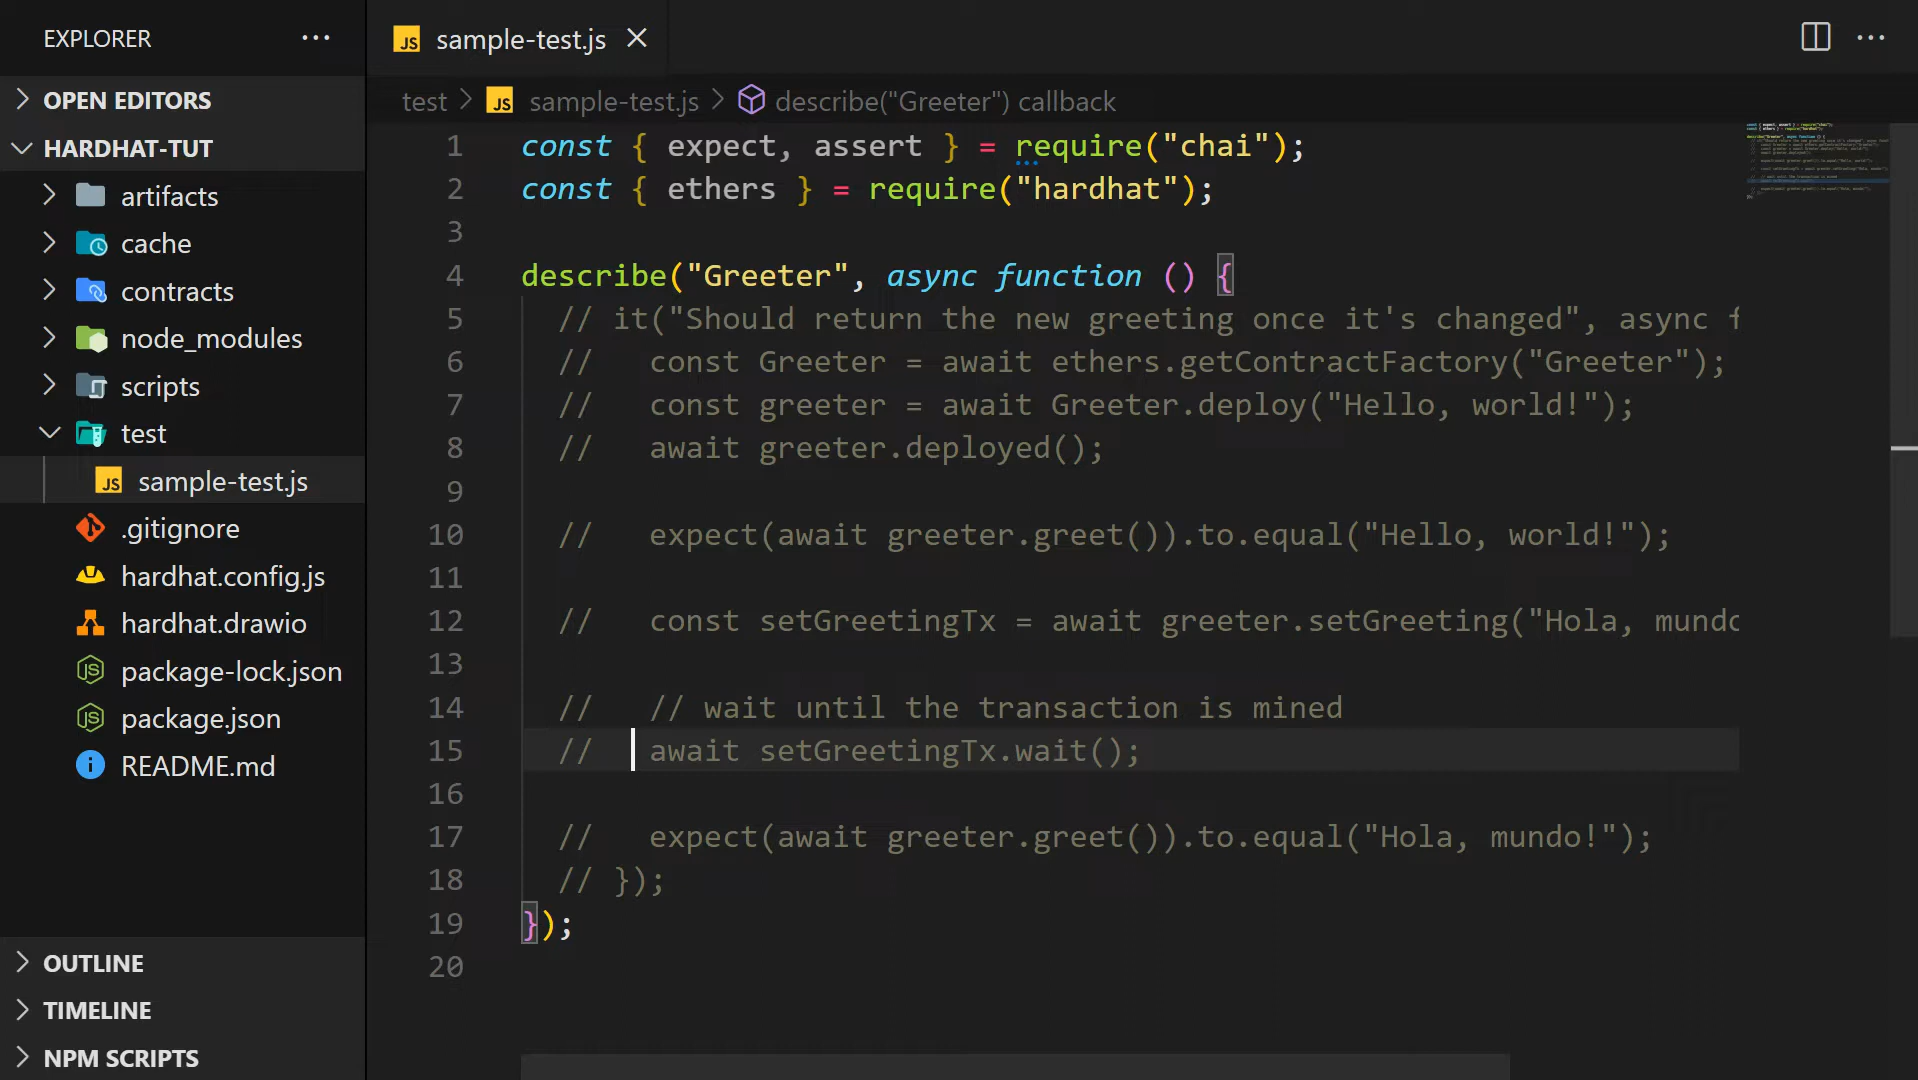 EXPLORER
OPEN EDITORS
HARDHAT-TUT
artifacts
cache
contracts
node_modules
scripts
test
JS sample-test.js
.gitignore
hardhat.config.js
hardhat.drawio
package-lock.json
package.json
README.md
OUTLINE
TIMELINE
NPM SCRIPTS
JS sample-test.js
test > JS sample-test.js > describe("Greeter") callback
1 const { expect, assert } = require("chai");
2 const { ethers } = require("hardhat");
3
4 describe("Greeter", async function () {
5 // it("Should return the new greeting once it's changed", async f
6 //   const Greeter = await ethers.getContractFactory("Greeter");
7 //   const greeter = await Greeter.deploy("Hello, world!");
8 //   await greeter.deployed();
9
10 //   expect(await greeter.greet()).to.equal("Hello, world!");
11
12 //   const setGreetingTx = await greeter.setGreeting("Hola, mundo
13
14 //   // wait until the transaction is mined
15 //   await setGreetingTx.wait();
16
17 //   expect(await greeter.greet()).to.equal("Hola, mundo!");
18 // });
19 });
20